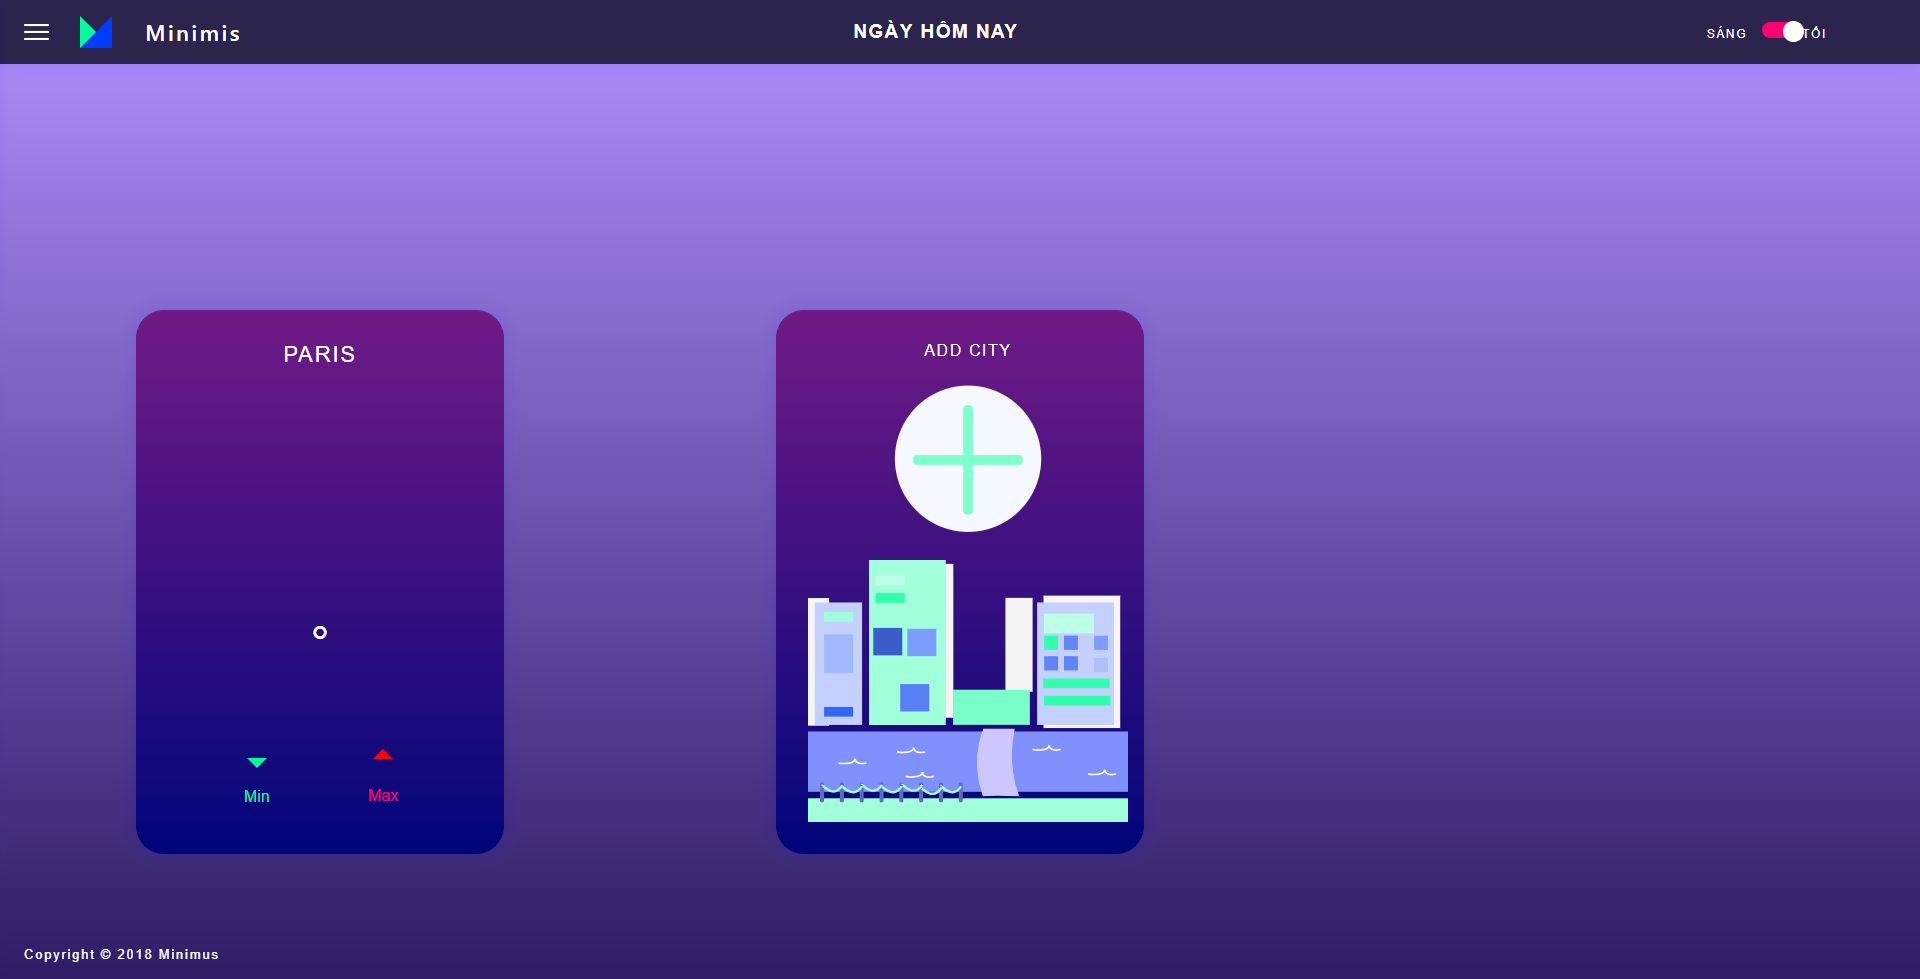 Minimis
NGÀY HÔM NAY
SÁNG
TỐI
PARIS
Min
Max
ADD CITY
Copyright © 2018 Minimus